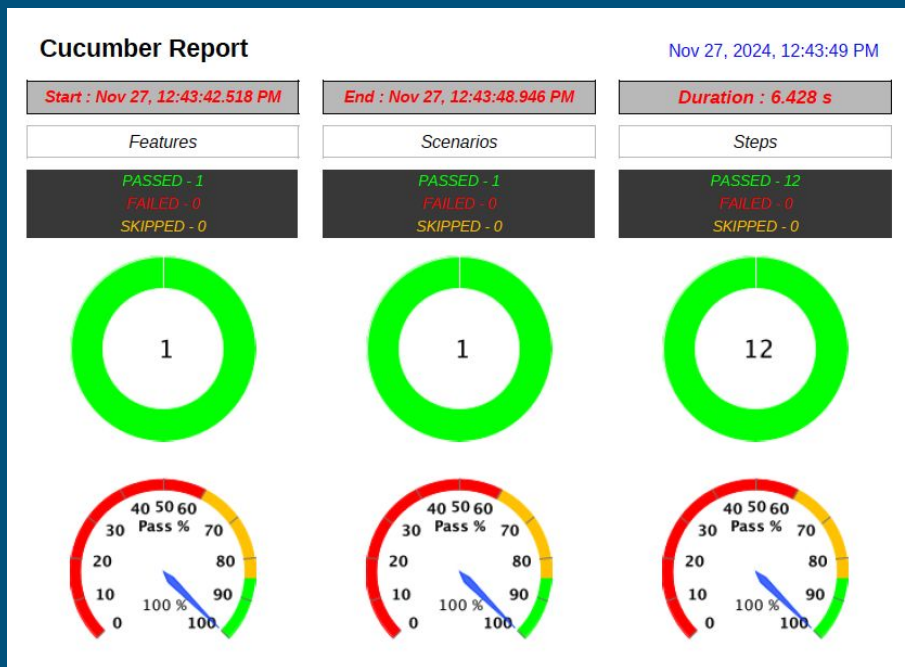 Cucumber Report
Nov 27, 2024, 12:43:49 PM
Start : Nov 27, 12:43:42.518 PM
End : Nov 27, 12:43:48.946 PM
Duration : 6.428 s
Features
Scenarios
Steps
PASSED - 1
FAILED - 0
SKIPPED - 0
PASSED - 1
FAILED - 0
SKIPPED - 0
PASSED - 12
FAILED - 0
SKIPPED - 0
1
1
12
0 10 20 30 40 50 60 70 80 90 100
Pass %
100 %
0 10 20 30 40 50 60 70 80 90 100
Pass %
100 %
0 10 20 30 40 50 60 70 80 90 100
Pass %
100 %